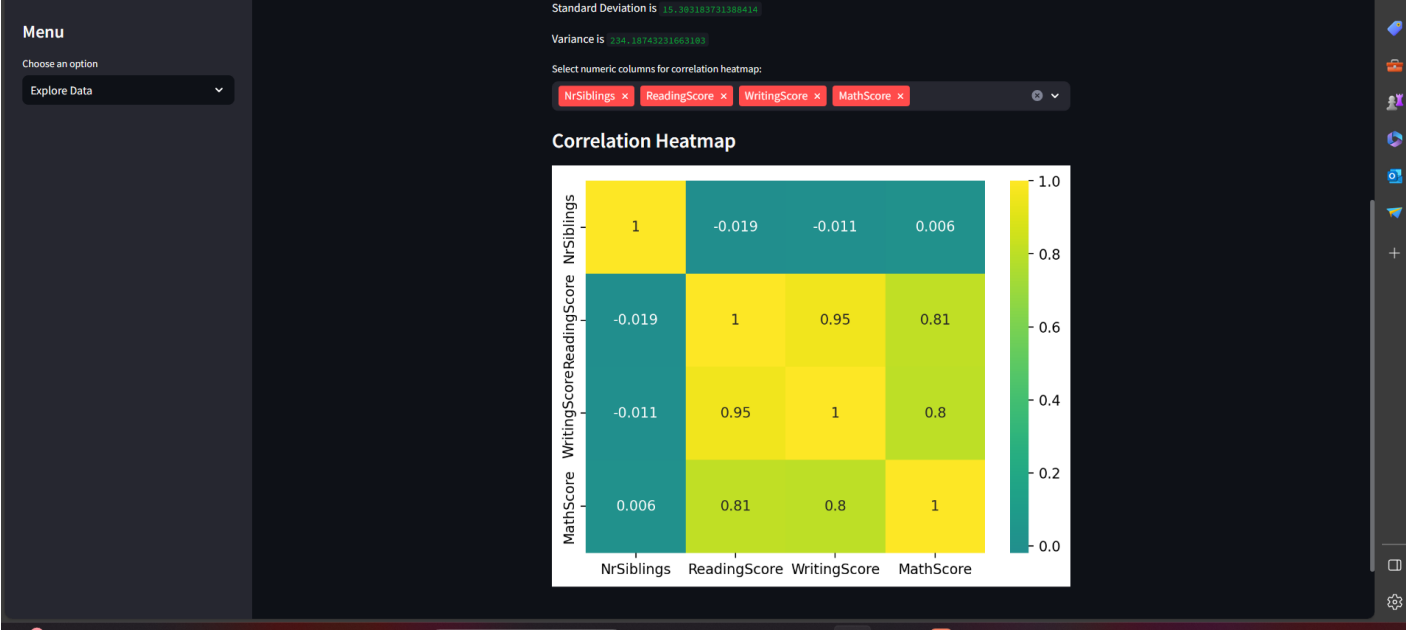 Menu
Choose an option
Explore Data
Standard Deviation is 15.303183731388414
Variance is 234.18743231663103
Select numeric columns for correlation heatmap:
NrSiblings × ReadingScore × WritingScore × MathScore ×
Correlation Heatmap
NrSiblings
1 -0.019 -0.011 0.006
ReadingScore
-0.019 1 0.95 0.81
WritingScore
-0.011 0.95 1 0.8
MathScore
0.006 0.81 0.8 1
NrSiblings ReadingScore WritingScore MathScore
1.0
0.8
0.6
0.4
0.2
0.0